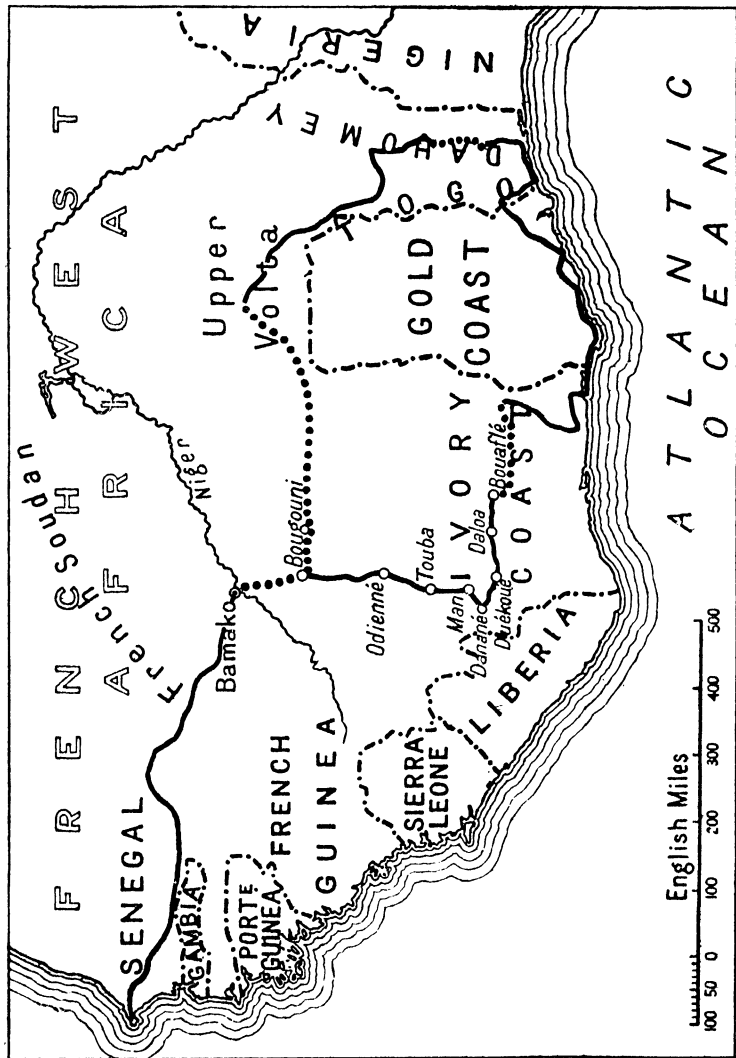 FRENCH WEST
AFRICA
French Soudan
SENEGAL
GAMBIA
PORTE
GUINEA
FRENCH
GUINEA
SIERRA
LEONE
LIBERIA
Bamako
Niger
Bougouni
Odienné
Touba
Man
Danané
Duékoué
Daloa
Bouaflé
IVORY
COAST
Upper
Volta
GOLD
COAST
TOGO
DAHOMEY
NIGERIA
ATLANTIC
OCEAN
English Miles
100 50 0 100 200 300 400 500